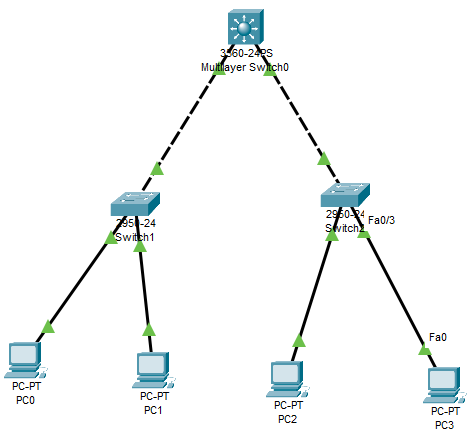 3560-24PS
Multilayer Switch0
2950-24
Switch1
2950-24
Switch2
Fa0/3
Fa0
PC-PT
PC0
PC-PT
PC1
PC-PT
PC2
PC-PT
PC3